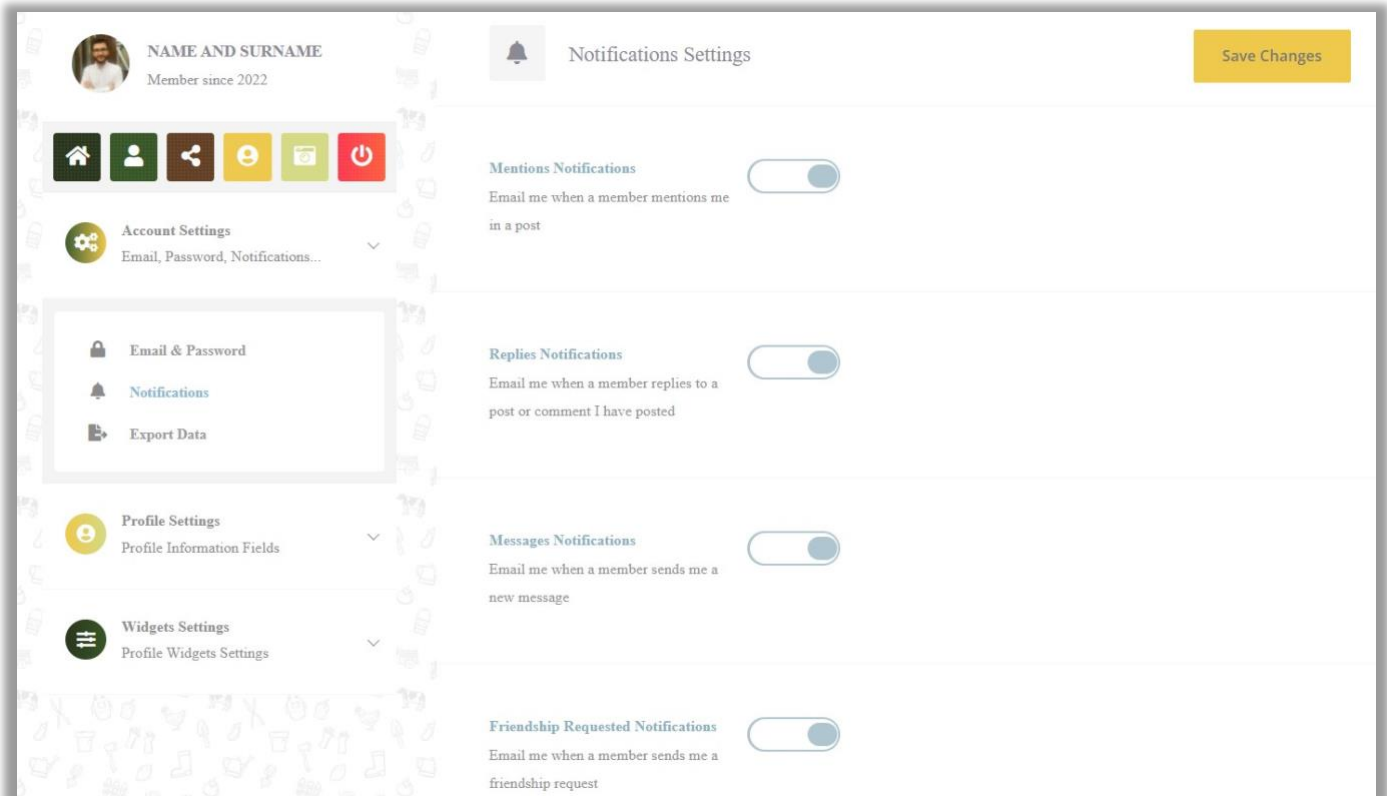 NAME AND SURNAME
Member since 2022
Account Settings
Email, Password, Notifications...
Email & Password
Notifications
Export Data
Profile Settings
Profile Information Fields
Widgets Settings
Profile Widgets Settings
Notifications Settings
Save Changes
Mentions Notifications
Email me when a member mentions me
in a post
Replies Notifications
Email me when a member replies to a
post or comment I have posted
Messages Notifications
Email me when a member sends me a
new message
Friendship Requested Notifications
Email me when a member sends me a
friendship request